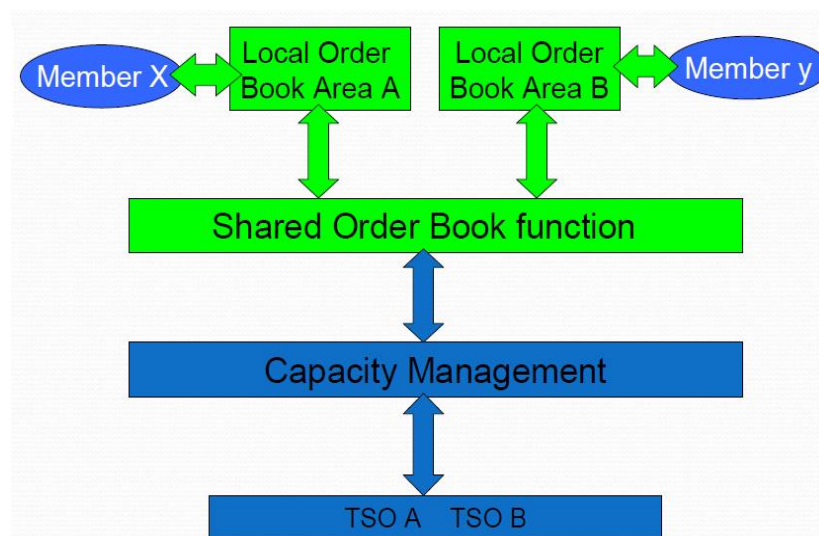 Member X
Local Order
Book Area A
Local Order
Book Area B
Member y
Shared Order Book function
Capacity Management
TSO A TSO B